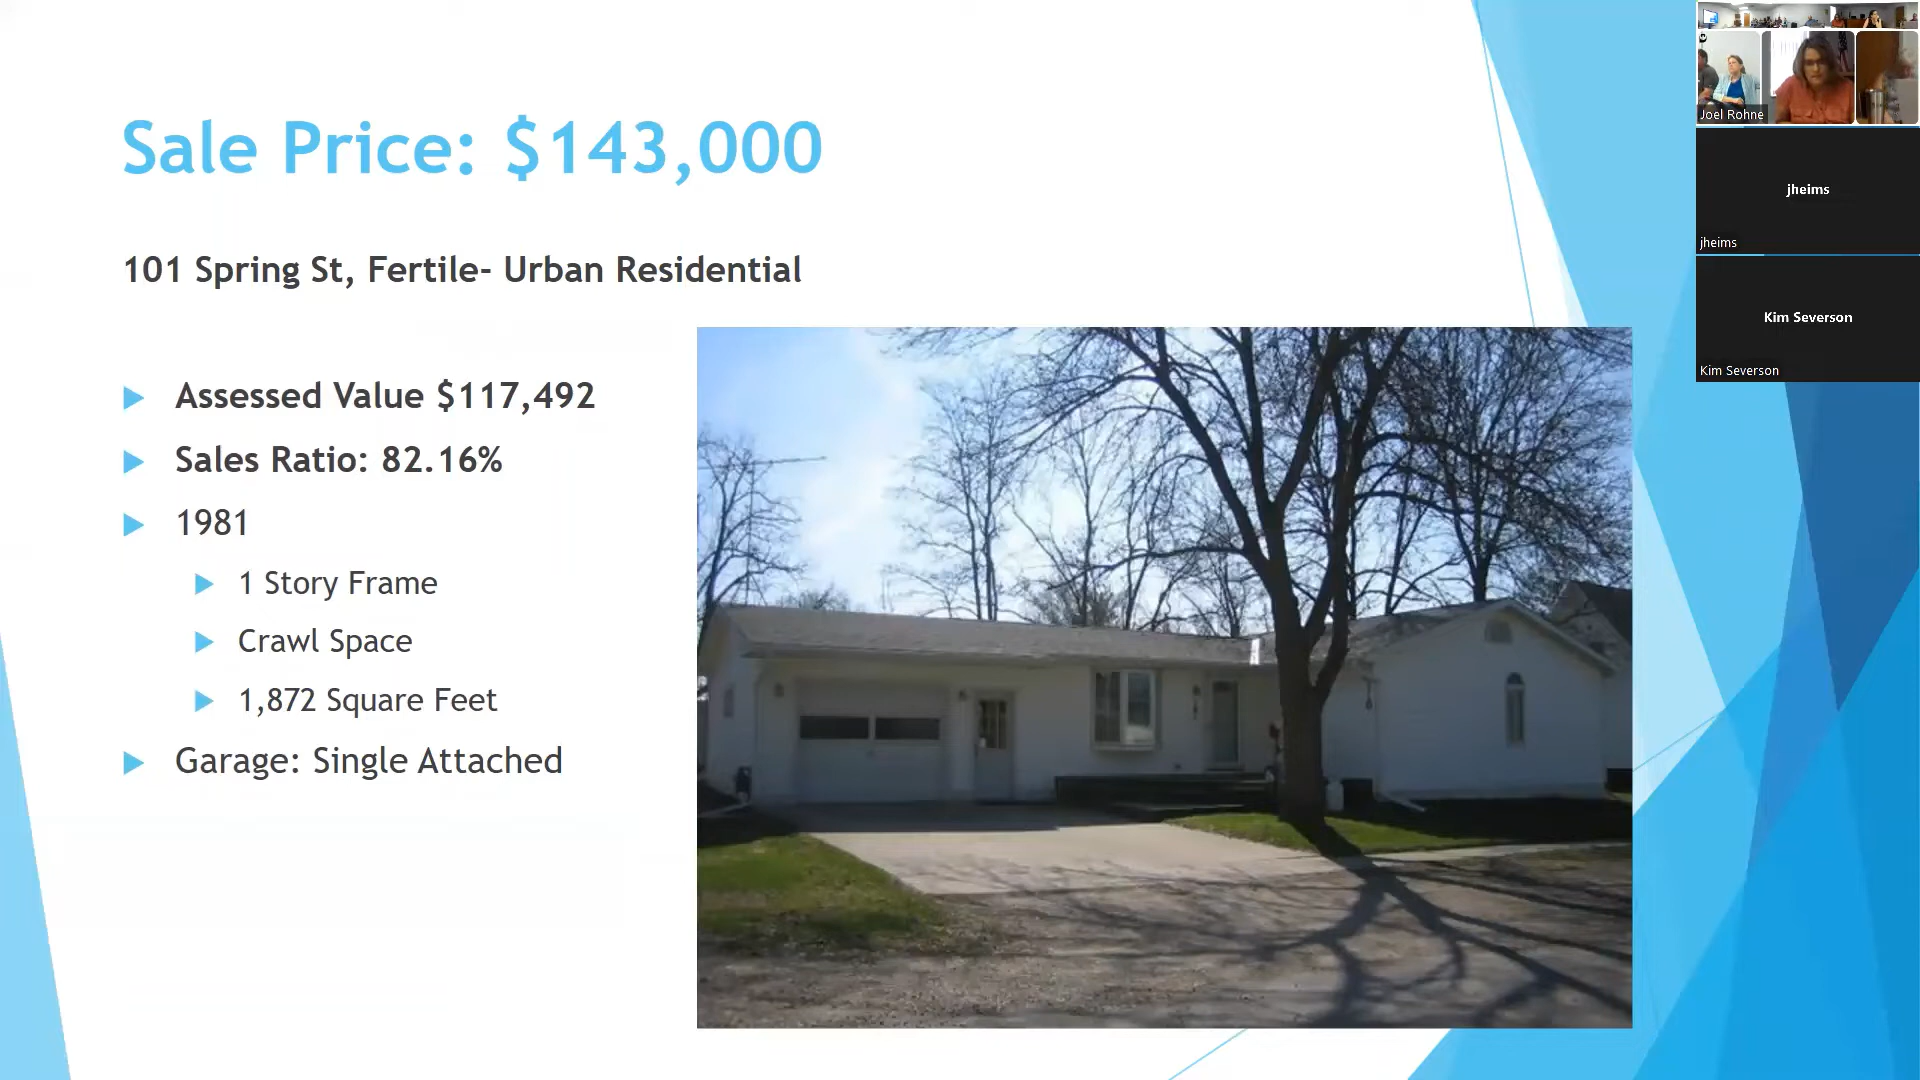 Sale Price: $143,000
101 Spring St, Fertile- Urban Residential
Assessed Value $117,492
Sales Ratio: 82.16%
1981
1 Story Frame
Crawl Space
1,872 Square Feet
Garage: Single Attached
Joel Rohne
jheims
jheims
Kim Severson
Kim Severson